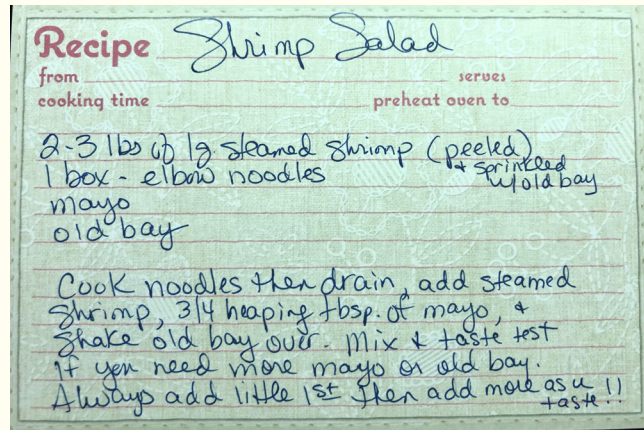 Recipe Shrimp Salad
from serves
cooking time preheat oven to
2-3 lbs of lg steamed shrimp (peeled)
& sprinkled
w/old bay
1 box - elbow noodles
mayo
old bay
Cook noodles then drain, add steamed
Shrimp, 3/4 heaping tbsp. of mayo, &
Shake old bay over. Mix & taste test
If you need more mayo or old bay.
Always add little 1st then add more as u
taste!!